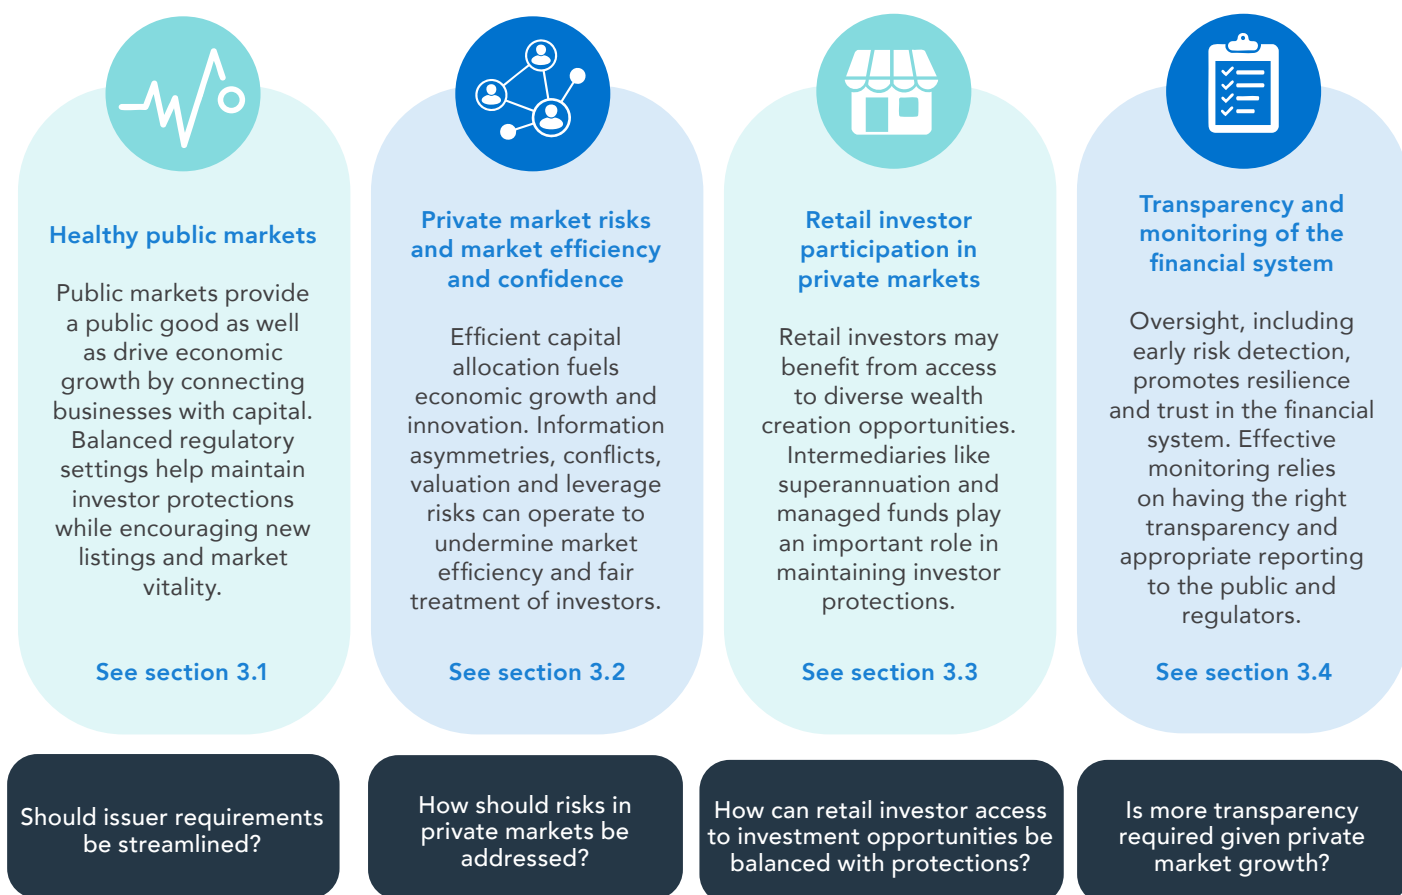 Healthy public markets
Public markets provide
a public good as well
as drive economic
growth by connecting
businesses with capital.
Balanced regulatory
settings help maintain
investor protections
while encouraging new
listings and market
vitality.
See section 3.1
Should issuer requirements
be streamlined?
Private market risks
and market efficiency
and confidence
Efficient capital
allocation fuels
economic growth and
innovation. Information
asymmetries, conflicts,
valuation and leverage
risks can operate to
undermine market
efficiency and fair
treatment of investors.
See section 3.2
How should risks in
private markets be
addressed?
Retail investor
participation in
private markets
Retail investors may
benefit from access
to diverse wealth
creation opportunities.
Intermediaries like
superannuation and
managed funds play
an important role in
maintaining investor
protections.
See section 3.3
How can retail investor access
to investment opportunities be
balanced with protections?
Transparency and
monitoring of the
financial system
Oversight, including
early risk detection,
promotes resilience
and trust in the financial
system. Effective
monitoring relies
on having the right
transparency and
appropriate reporting
to the public and
regulators.
See section 3.4
Is more transparency
required given private
market growth?